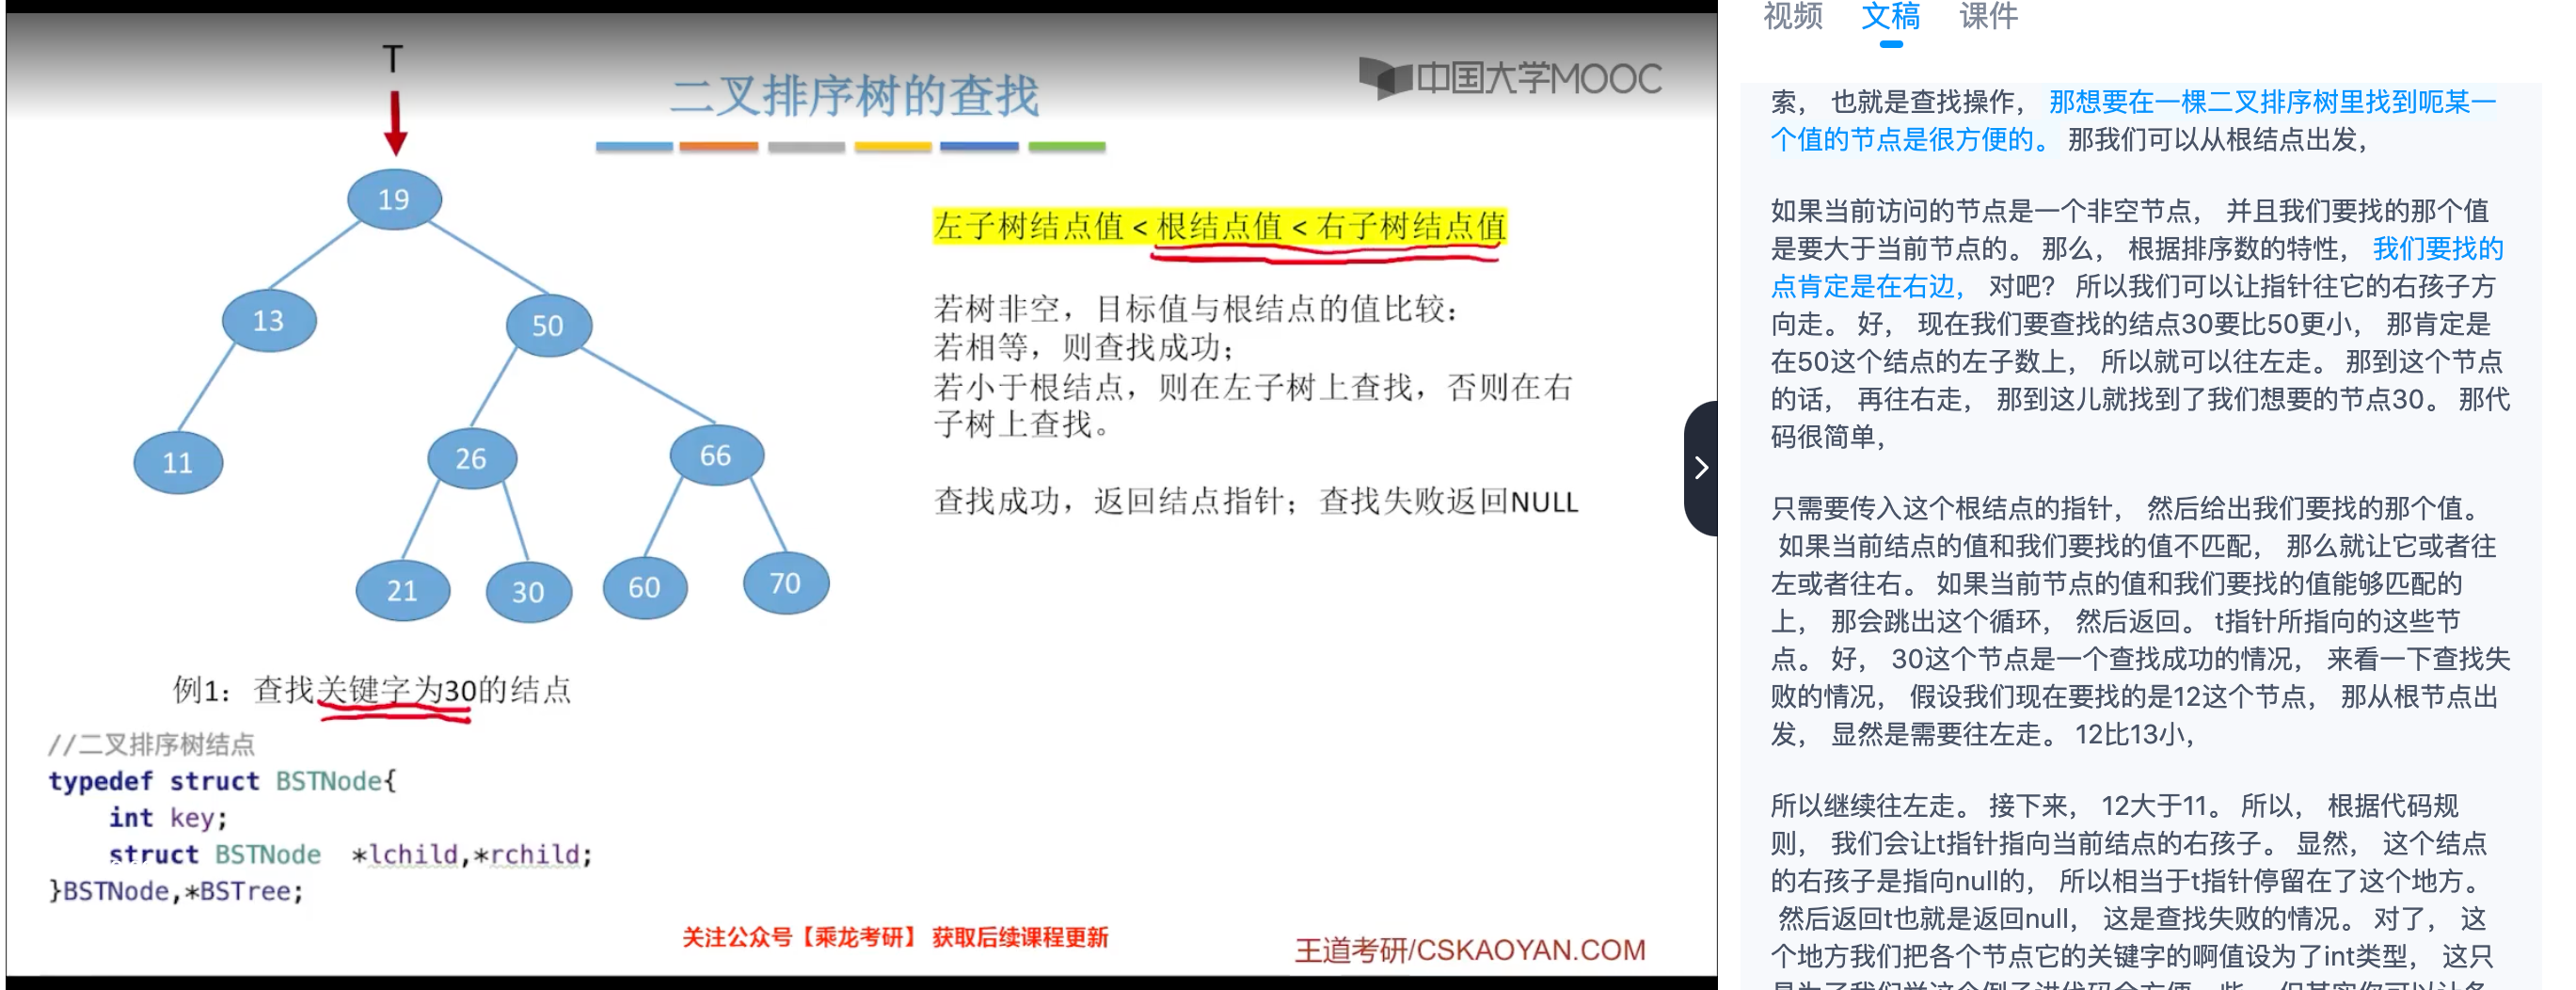 T
二叉排序树的查找
中国大学MOOC
19
13
50
11
26
66
21
30
60
70
左子树结点值 < 根结点值 < 右子树结点值
若树非空，目标值与根结点的值比较：
若相等，则查找成功；
若小于根结点，则在左子树上查找，否则在右
子树上查找。
查找成功，返回结点指针；查找失败返回NULL
例1：查找关键字为30的结点
//二叉排序树结点
typedef struct BSTNode{
int key;
struct BSTNode *lchild,*rchild;
}BSTNode,*BSTree;
关注公众号【乘龙考研】 获取后续课程更新
王道考研/CSKAOYAN.COM
视频 文稿 课件
索， 也就是查找操作， 那想要在一棵二叉排序树里找到呃某一
个值的节点是很方便的。 那我们可以从根结点出发，
如果当前访问的节点是一个非空节点， 并且我们要找的那个值
是要大于当前节点的。 那么， 根据排序数的特性， 我们要找的
点肯定是在右边， 对吧？ 所以我们可以让指针往它的右孩子方
向走。 好， 现在我们要查找的结点30要比50更小， 那肯定是
在50这个结点的左子数上， 所以就可以往左走。 那到这个节点
的话， 再往右走， 那到这儿就找到了我们想要的节点30。 那代
码很简单，
只需要传入这个根结点的指针， 然后给出我们要找的那个值。
如果当前结点的值和我们要找的值不匹配， 那么就让它或者往
左或者往右。 如果当前节点的值和我们要找的值能够匹配的
上， 那会跳出这个循环， 然后返回。 t指针所指向的这些节
点。 好， 30这个节点是一个查找成功的情况， 来看一下查找失
败的情况， 假设我们现在要找的是12这个节点， 那从根节点出
发， 显然是需要往左走。 12比13小，
所以继续往左走。 接下来， 12大于11。 所以， 根据代码规
则， 我们会让t指针指向当前结点的右孩子。 显然， 这个结点
的右孩子是指向null的， 所以相当于t指针停留在了这个地方。
然后返回t也就是返回null， 这是查找失败的情况。 对了， 这
个地方我们把各个节点它的关键字的啊值设为了int类型， 这只